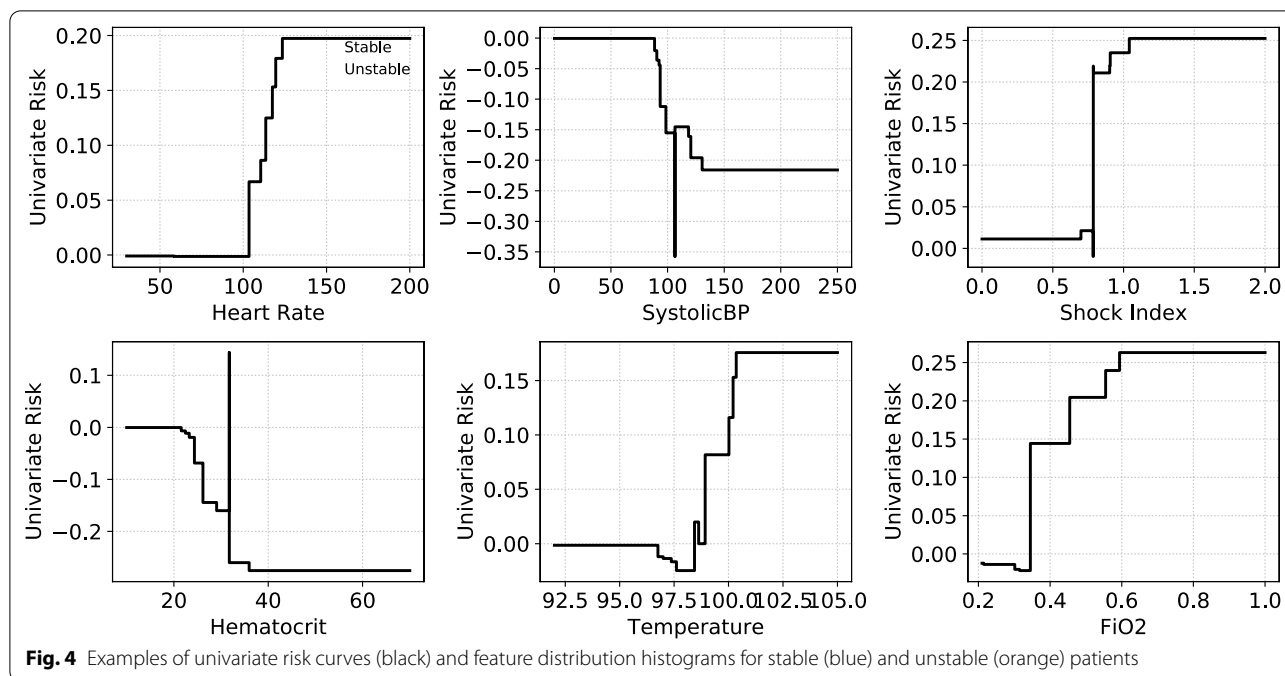 0.20
0.15
0.10
0.05
0.00
Univariate Risk
Stable
Unstable
50 100 150 200
Heart Rate
0.00
−0.05
−0.10
−0.15
−0.20
−0.25
−0.30
−0.35
Univariate Risk
0 50 100 150 200 250
SystolicBP
0.25
0.20
0.15
0.10
0.05
0.00
Univariate Risk
0.0 0.5 1.0 1.5 2.0
Shock Index
0.1
0.0
−0.1
−0.2
Univariate Risk
20 40 60
Hematocrit
0.15
0.10
0.05
0.00
Univariate Risk
92.5 95.0 97.5 100.0 102.5 105.0
Temperature
0.25
0.20
0.15
0.10
0.05
0.00
Univariate Risk
0.2 0.4 0.6 0.8 1.0
FiO2
Fig. 4 Examples of univariate risk curves (black) and feature distribution histograms for stable (blue) and unstable (orange) patients